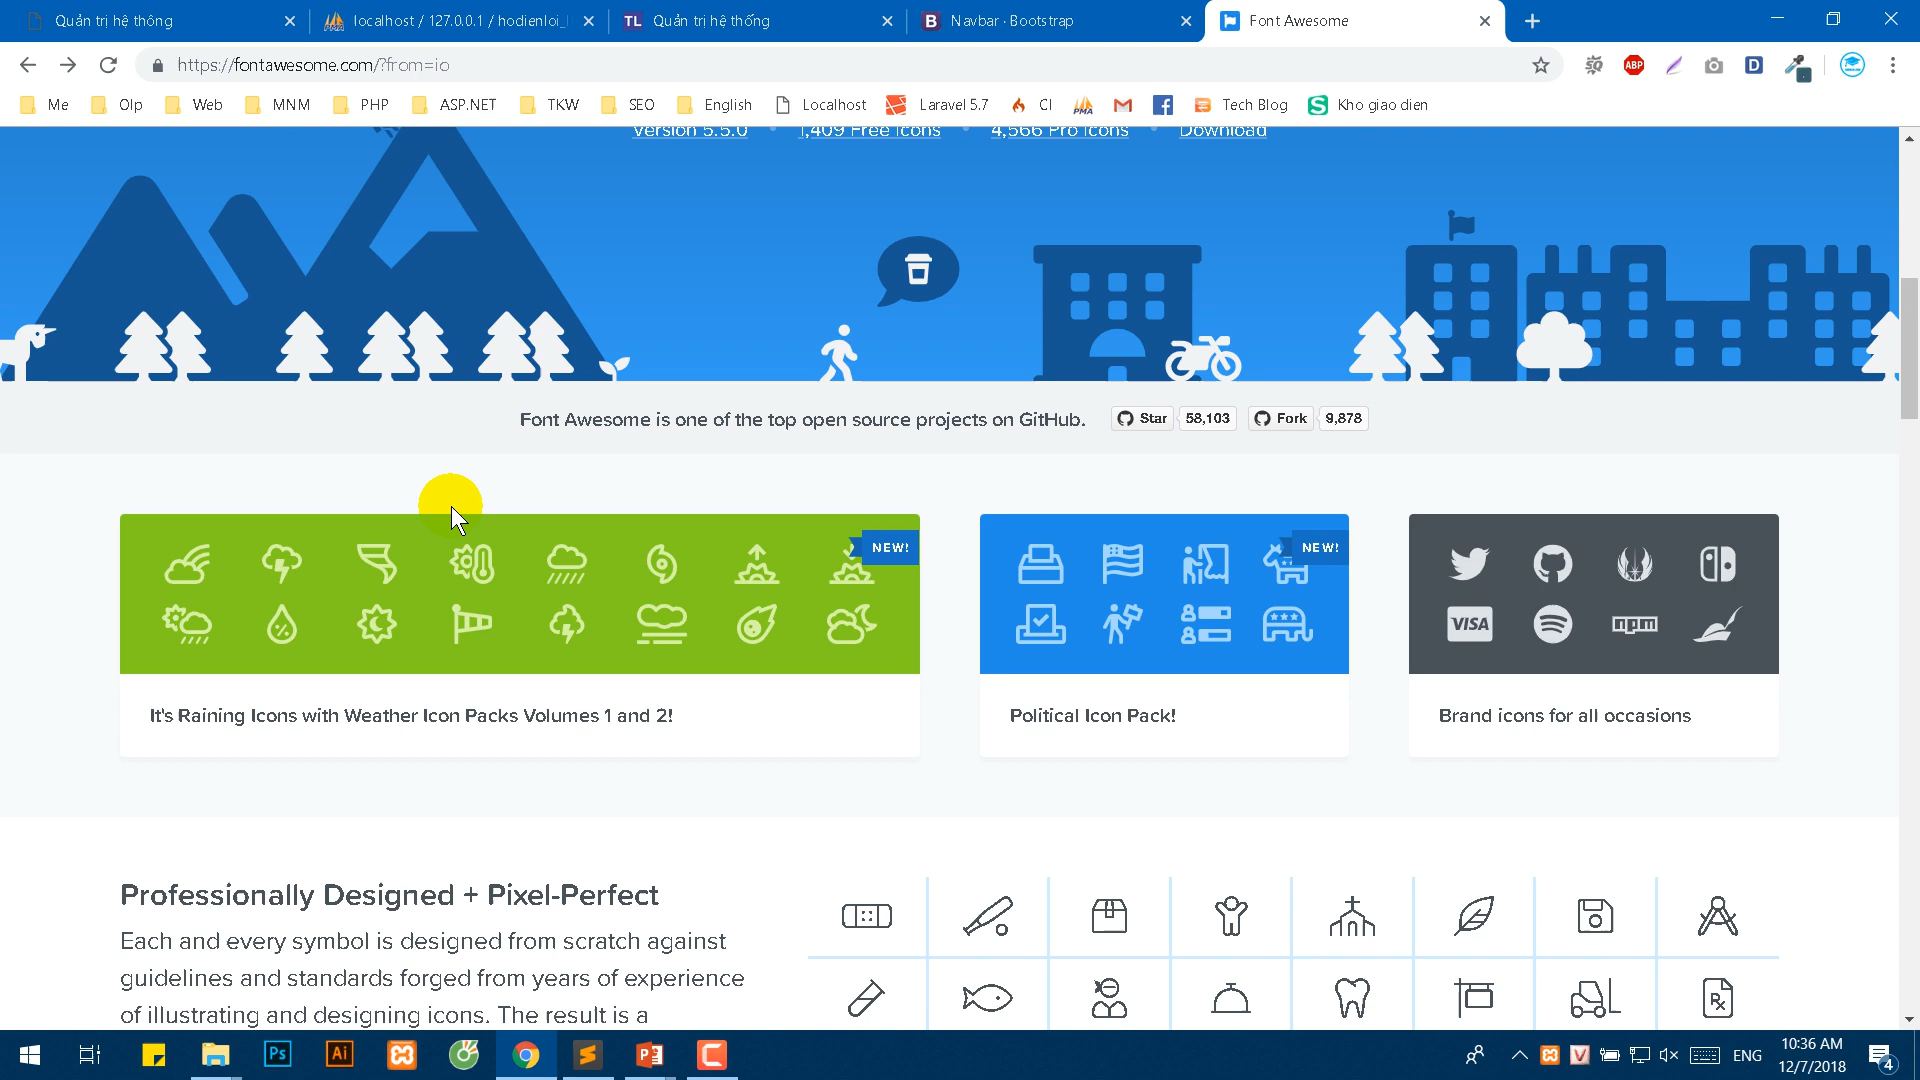 Quản trị hệ thông
localhost / 127.0.0.1 / hodienloi_
TL Quản trị hệ thống
B Navbar · Bootstrap
Font Awesome
https://fontawesome.com/?from=io
ABP
D
Me
Olp
Web
MNM
PHP
ASP.NET
TKW
SEO
English
Localhost
Laravel 5.7
CI
PMA
Tech Blog
S Kho giao dien
Version 5.5.0
1,409 Free Icons
4,566 Pro Icons
Download
Font Awesome is one of the top open source projects on GitHub.
Star 58,103
Fork 9,878
NEW!
NEW!
VISA
npm
It's Raining Icons with Weather Icon Packs Volumes 1 and 2!
Political Icon Pack!
Brand icons for all occasions
Professionally Designed + Pixel-Perfect
Each and every symbol is designed from scratch against
guidelines and standards forged from years of experience
of illustrating and designing icons. The result is a
Rx
Ps
Ai
V
ENG
10:36 AM
12/7/2018
4